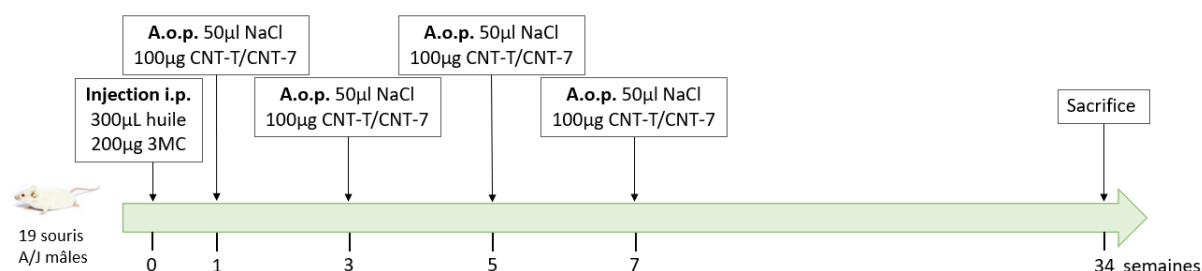 A.o.p. 50µl NaCl
100µg CNT-T/CNT-7
A.o.p. 50µl NaCl
100µg CNT-T/CNT-7
Injection i.p.
300µL huile
200µg 3MC
A.o.p. 50µl NaCl
100µg CNT-T/CNT-7
A.o.p. 50µl NaCl
100µg CNT-T/CNT-7
Sacrifice
19 souris
A/J mâles
0 1 3 5 7 34 semaines